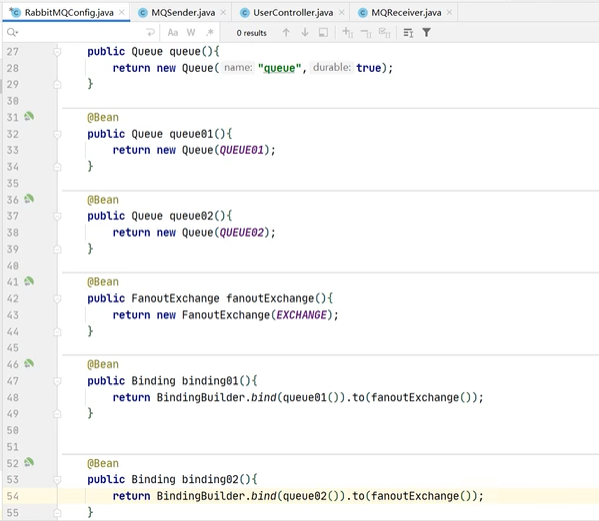 RabbitMQConfig.java × MQSender.java × UserController.java × MQReceiver.java ×
Aa W .* 0 results
27 public Queue queue(){
28 return new Queue( name: "queue", durable: true);
29 }
30
31 @Bean
32 public Queue queue01(){
33 return new Queue(QUEUE01);
34 }
35
36 @Bean
37 public Queue queue02(){
38 return new Queue(QUEUE02);
39 }
40
41 @Bean
42 public FanoutExchange fanoutExchange(){
43 return new FanoutExchange(EXCHANGE);
44 }
45
46 @Bean
47 public Binding binding01(){
48 return BindingBuilder.bind(queue01()).to(fanoutExchange());
49 }
50
51
52 @Bean
53 public Binding binding02(){
54 return BindingBuilder.bind(queue02()).to(fanoutExchange());
55 }